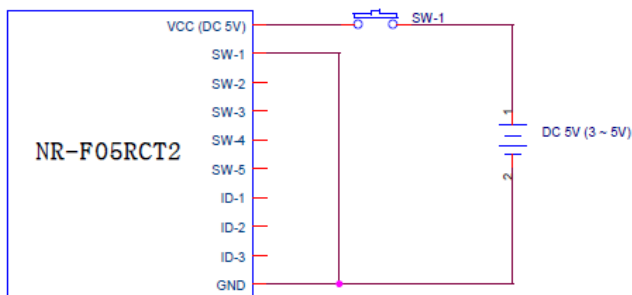 VCC (DC 5V)
SW-1
SW-1
SW-2
SW-3
SW-4
SW-5
ID-1
ID-2
ID-3
GND
NR-F05RCT2
1
DC 5V (3 ~ 5V)
2